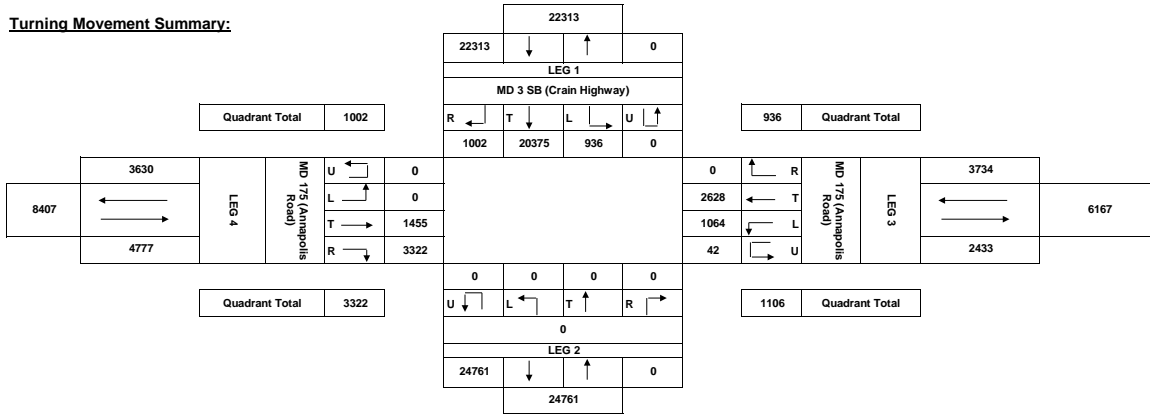 Turning Movement Summary:
22313
22313 0
LEG 1
MD 3 SB (Crain Highway)
Quadrant Total 1002
R T L U
936 Quadrant Total
1002 20375 936 0
3630
8407
4777
LEG 4
MD 175 (Annapolis
Road)
U 0
L 0
T 1455
R 3322
0 R
2628 T
1064 L
42 U
MD 175 (Annapolis
Road)
LEG 3
3734
6167
2433
0 0 0 0
Quadrant Total 3322
U L T R
1106 Quadrant Total
0
LEG 2
24761 0
24761